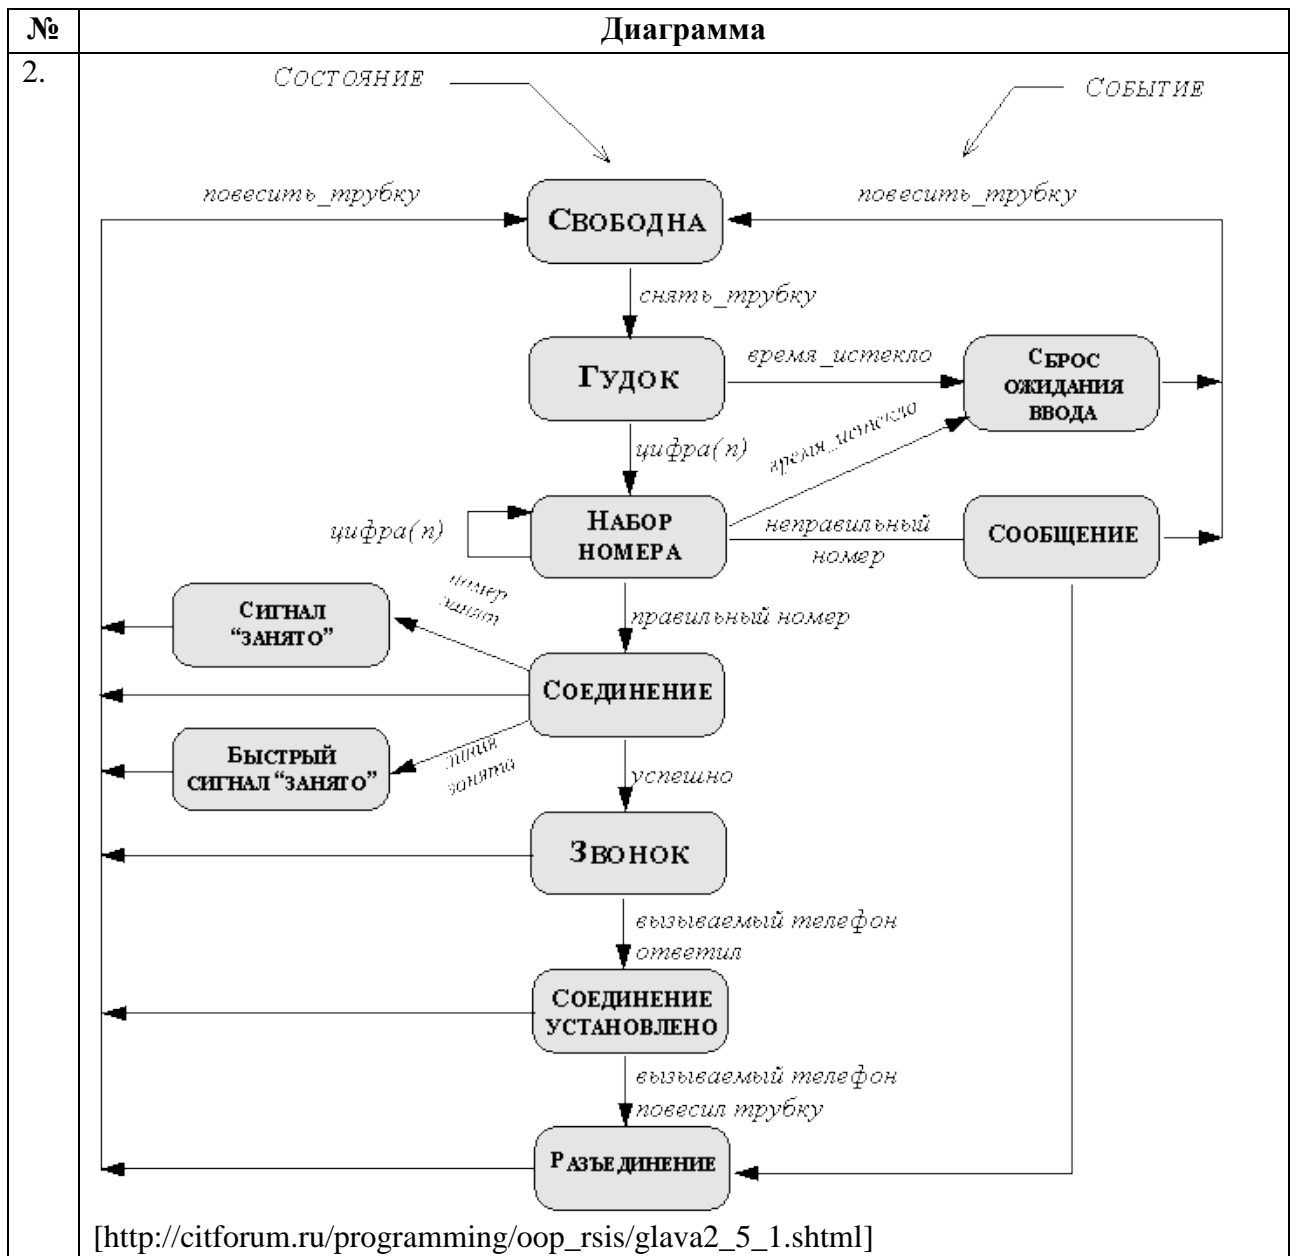 №
Диаграмма
2.
СОСТОЯНИЕ
СОБЫТИЕ
повесить_трубку
повесить_трубку
СВОБОДНА
снять_трубку
ГУДОК
время_истекло
СБРОС
ОЖИДАНИЯ
ВВОДА
цифра(n)
время_истекло
цифра(n)
НАБОР
НОМЕРА
неправильный
номер
СООБЩЕНИЕ
номер
занят
правильный номер
СИГНАЛ
“ЗАНЯТО”
СОЕДИНЕНИЕ
БЫСТРЫЙ
СИГНАЛ “ЗАНЯТО”
линия
занята
успешно
ЗВОНОК
вызываемый телефон
ответил
СОЕДИНЕНИЕ
УСТАНОВЛЕНО
вызываемый телефон
повесил трубку
РАЗЪЕДИНЕНИЕ
[http://citforum.ru/programming/oop_rsis/glava2_5_1.shtml]